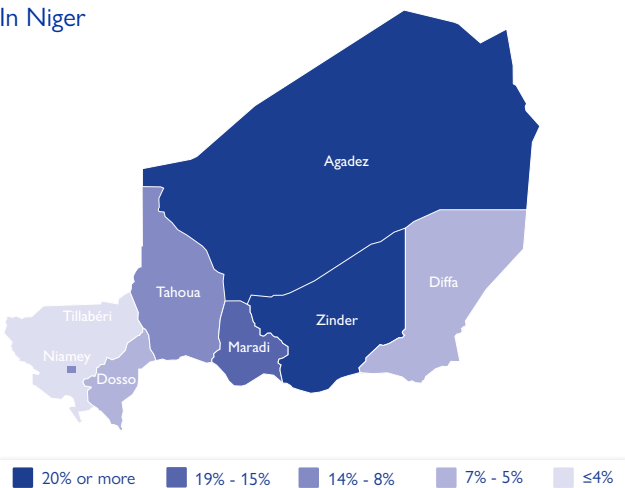 In Niger
Agadez
Diffa
Tahoua
Tillabéri
Zinder
Maradi
Niamey
Dosso
20% or more
19% - 15%
14% - 8%
7% - 5%
≤4%